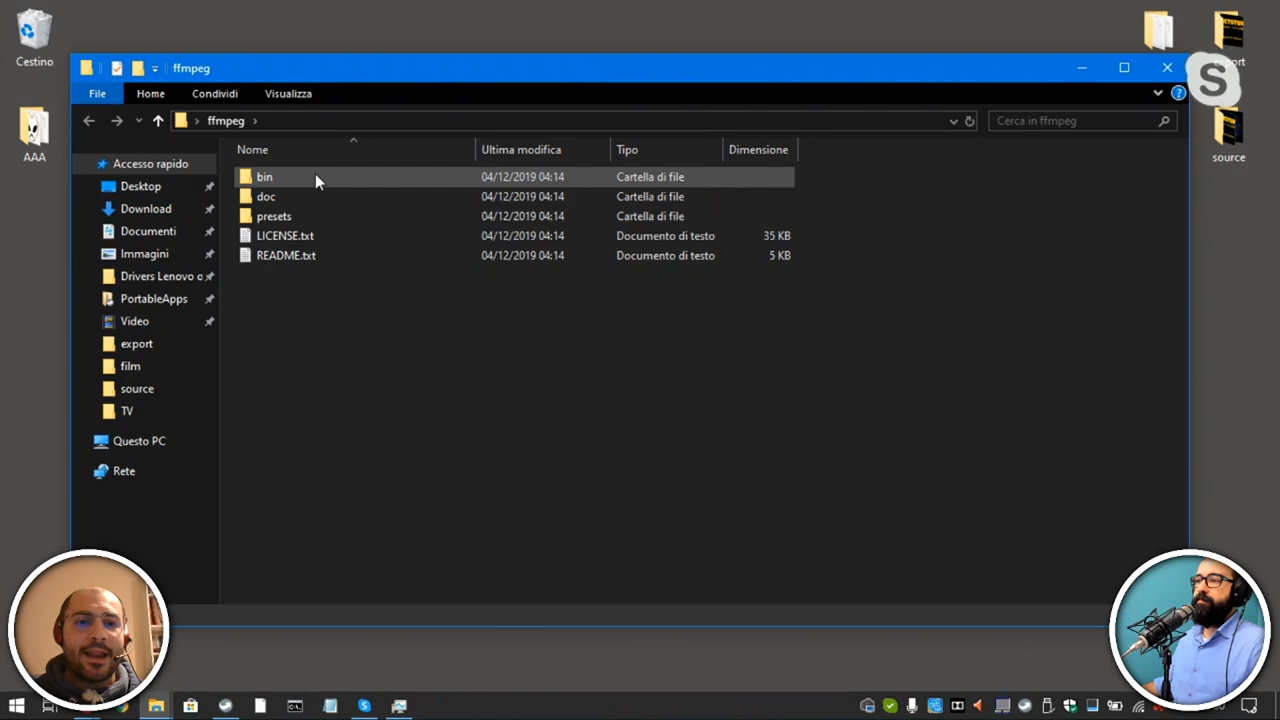 Cestino
AAA
export
source
ffmpeg
File Home Condividi Visualizza
ffmpeg
Cerca in ffmpeg
Nome Ultima modifica Tipo Dimensione
bin 04/12/2019 04:14 Cartella di file
doc 04/12/2019 04:14 Cartella di file
presets 04/12/2019 04:14 Cartella di file
LICENSE.txt 04/12/2019 04:14 Documento di testo 35 KB
README.txt 04/12/2019 04:14 Documento di testo 5 KB
Accesso rapido
Desktop
Download
Documenti
Immagini
Drivers Lenovo o
PortableApps
Video
export
film
source
TV
Questo PC
Rete